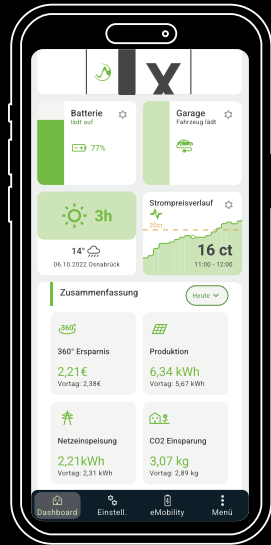 Batterie
lädt auf
77%
Garage
Fahrzeug lädt
3h
14°
06.10.2022 Osnabrück
Strompreisverlauf
26ct
16 ct
11:00 - 12:00
Zusammenfassung
Heute
360°
360° Ersparnis
2,21€
Vortag: 2,38€
Produktion
6,34 kWh
Vortag: 5,67 kWh
Netzeinspeisung
2,21kWh
Vortag: 2,31 kWh
CO2 Einsparung
3,07 kg
Vortag: 2,89 kg
Dashboard
Einstell.
eMobility
Menü